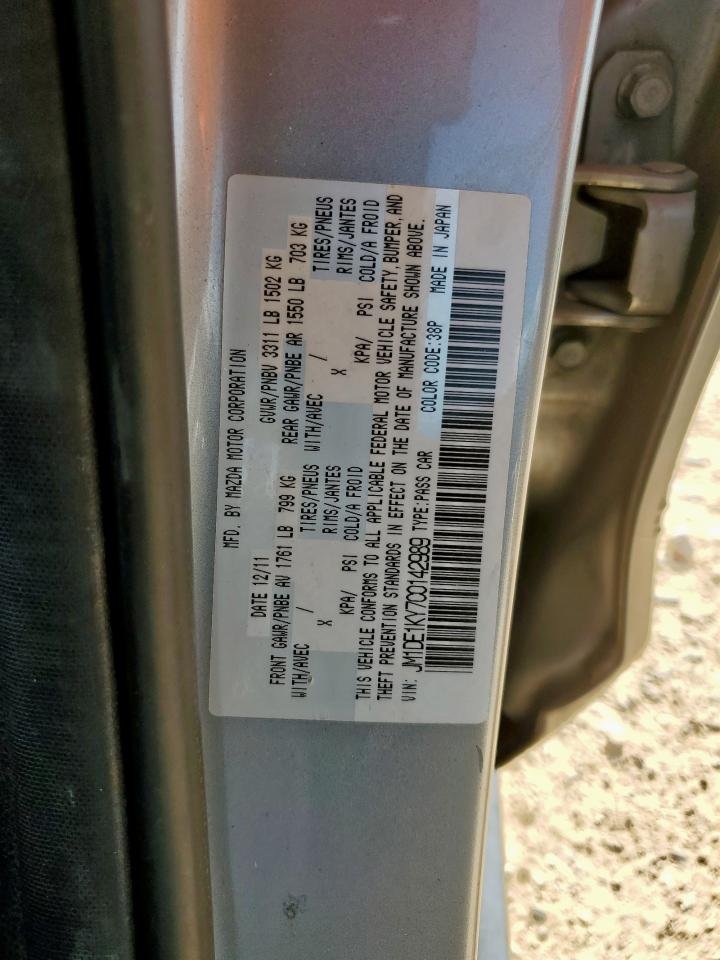 MFD. BY MAZDA MOTOR CORPORATION
DATE 12/11 GVWR/PNBV 3311 LB 1502 KG
FRONT GAWR/PNBE AV 1761 LB 799 KG REAR GAWR/PNBE AR 1550 LB 703 KG
WITH/AVEC / TIRES/PNEUS WITH/AVEC / TIRES/PNEUS
X RIMS/JANTES X RIMS/JANTES
KPA/ PSI COLD/A FROID KPA/ PSI COLD/A FROID
THIS VEHICLE CONFORMS TO ALL APPLICABLE FEDERAL MOTOR VEHICLE SAFETY, BUMPER, AND
THEFT PREVENTION STANDARDS IN EFFECT ON THE DATE OF MANUFACTURE SHOWN ABOVE.
VIN: JM1DE1KY7C0142989 TYPE:PASS CAR COLOR CODE:38P MADE IN JAPAN